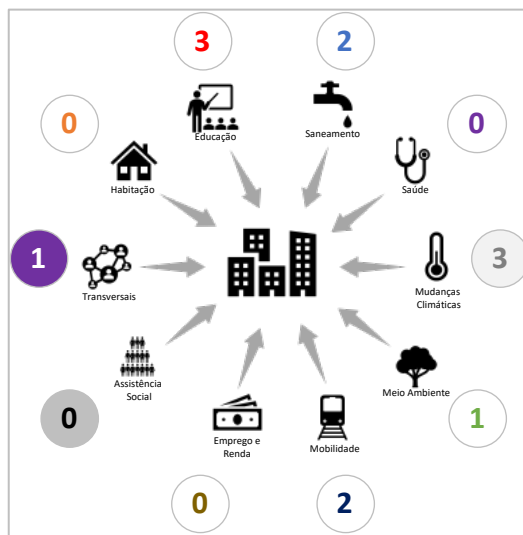 3
2
Educação
Saneamento
0
0
Habitação
Saúde
1
Transversais
3
Mudanças
Climáticas
Assistência
Social
Meio Ambiente
0
Emprego e
Renda
Mobilidade
1
0
2